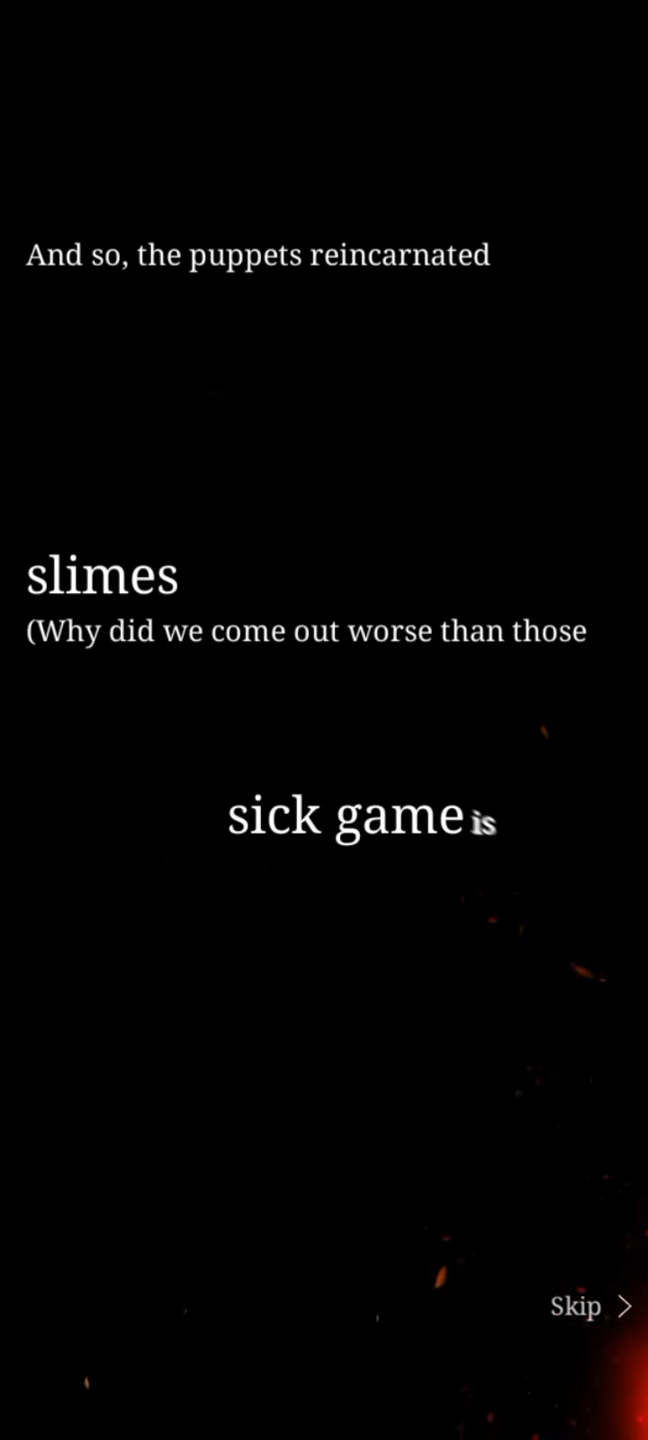 And so, the puppets reincarnated
slimes
(Why did we come out worse than those
sick game is
Skip